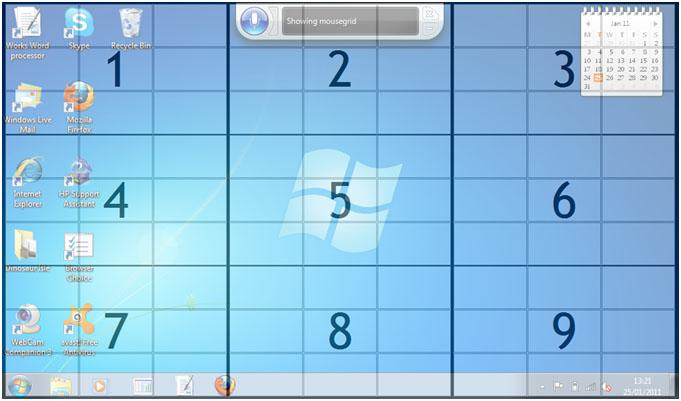 Showing mousegrid
Works Word
processor
Skype
Recycle Bin
1
2
3
Jan 11
M T W T F S S
1 2
3 4 5 6 7 8 9
10 11 12 13 14 15 16
17 18 19 20 21 22 23
24 25 26 27 28 29 30
31
Windows Live
Mail
Mozilla
Firefox
Internet
Explorer
HP Support
Assistant
4
5
6
Dinosaur Isle
Browser
Choice
WebCam
Companion 3
avast! Free
Antivirus
7
8
9
13:21
25/01/2011